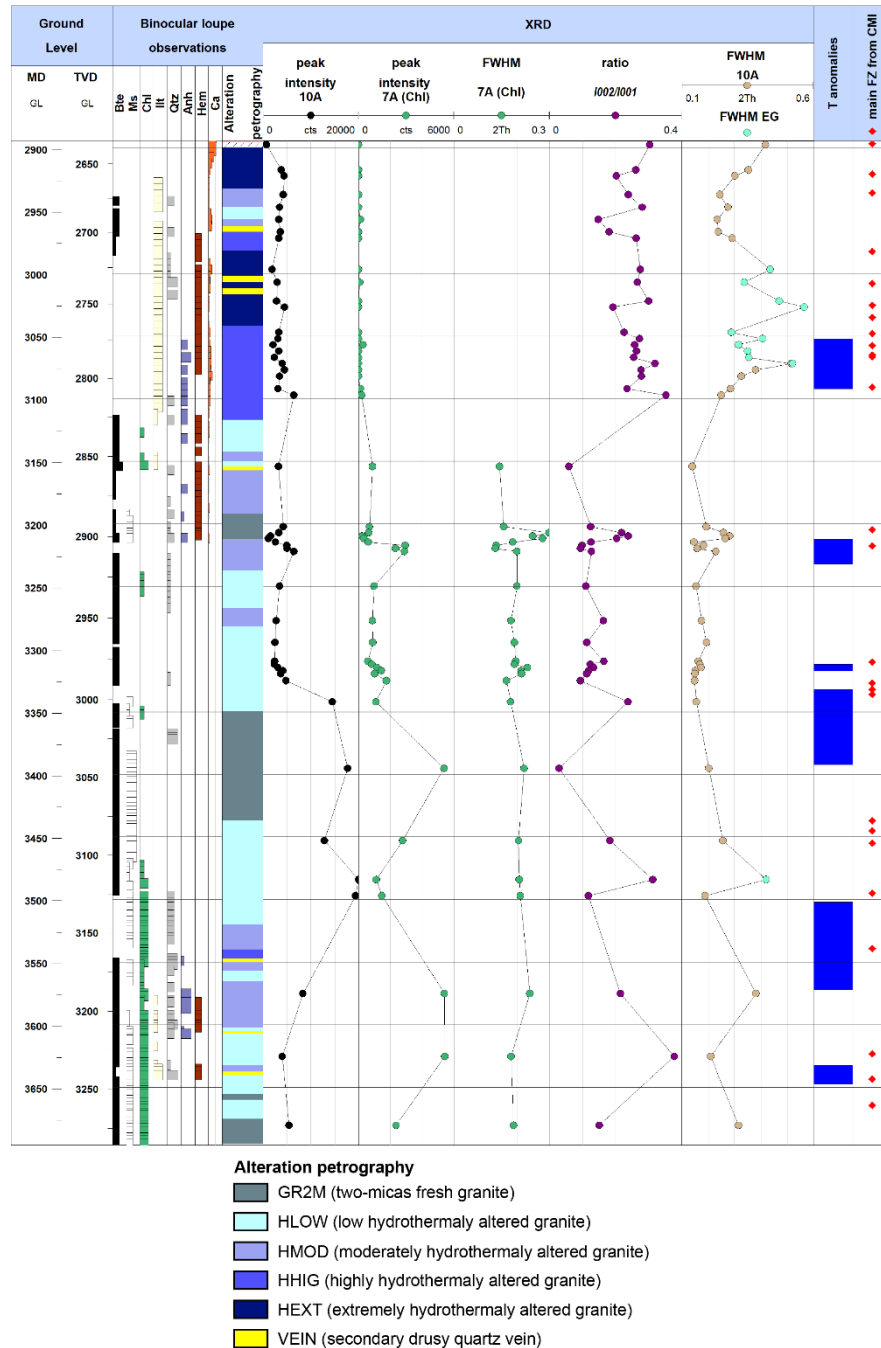 Ground
Level
Binocular loupe
observations
XRD
T anomalies
main FZ from CMI
MD
GL
TVD
GL
Bte
Ms
Chl
Ilt
Qtz
Anh
Hem
Ca
Alteration
petrography
peak
intensity
10A
0 cts 20000
peak
intensity
7A (Chl)
0 cts 6000
FWHM
7A (Chl)
0 2Th 0.3
ratio
I002/I001
0 0.4
FWHM
10A
0.1 2Th 0.6
FWHM EG
2900
2650
2950
2700
3000
2750
3050
2800
3100
2850
3150
3200
2900
3250
2950
3300
3000
3350
3050
3400
3450
3100
3500
3150
3550
3200
3600
3250
3650
Alteration petrography
GR2M (two-micas fresh granite)
HLOW (low hydrothermaly altered granite)
HMOD (moderately hydrothermaly altered granite)
HHIG (highly hydrothermaly altered granite)
HEXT (extremely hydrothermaly altered granite)
VEIN (secondary drusy quartz vein)